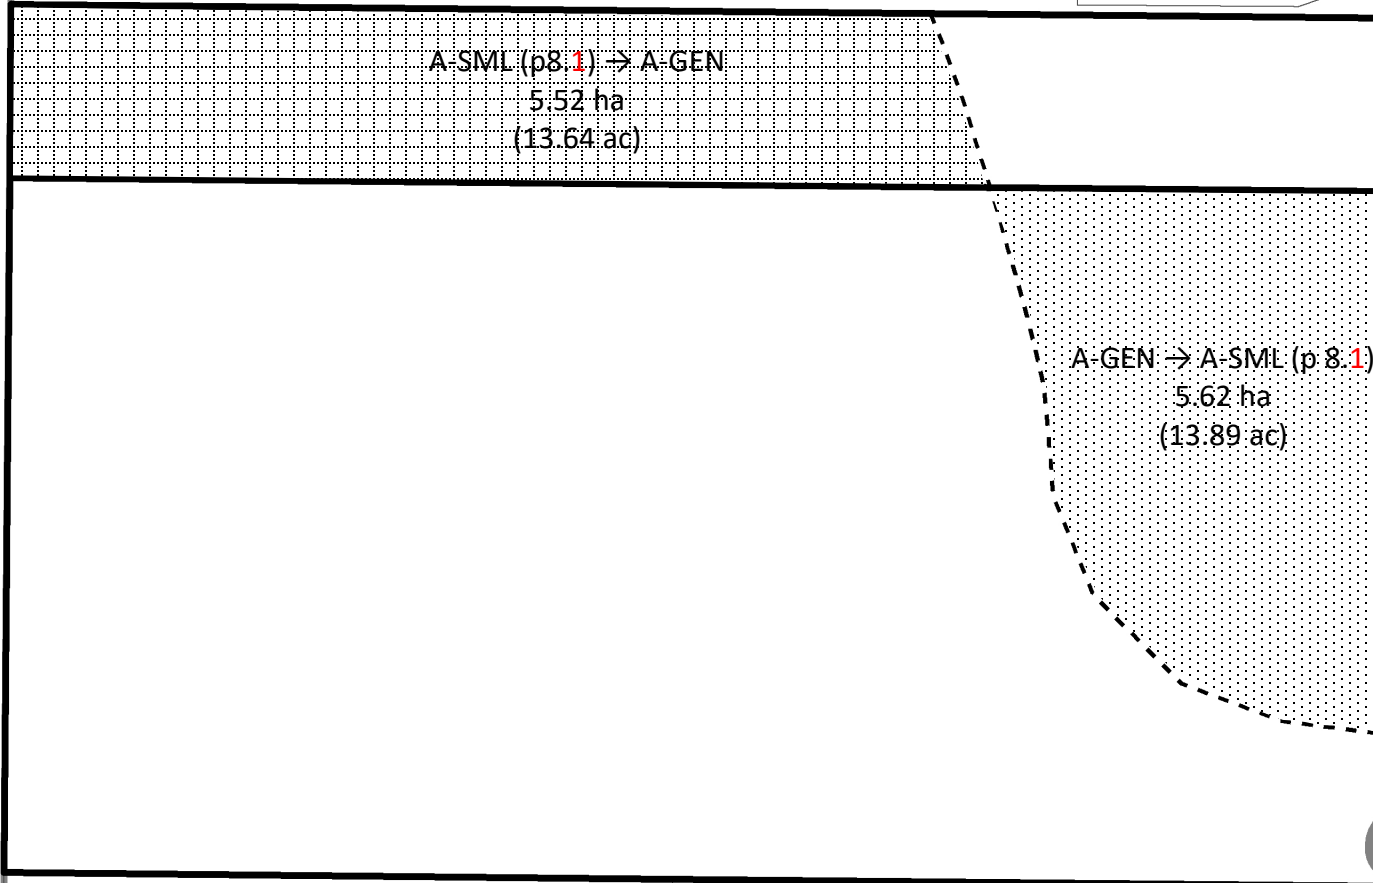 A-SML (p8.1) → A-GEN
5.52 ha
(13.64 ac)
A-GEN → A-SML (p 8.1)
5.62 ha
(13.89 ac)